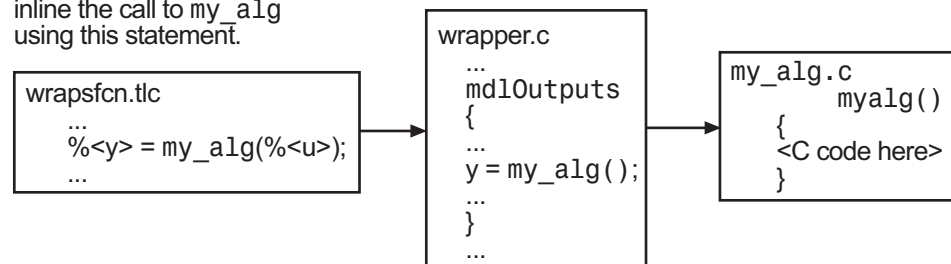 inline the call to my_alg
using this statement.
wrapsfcn.tlc
...
%<y> = my_alg(%<u>);
...
wrapper.c
...
mdlOutputs
{
...
y = my_alg();
...
}
...
my_alg.c
myalg()
{
<C code here>
}